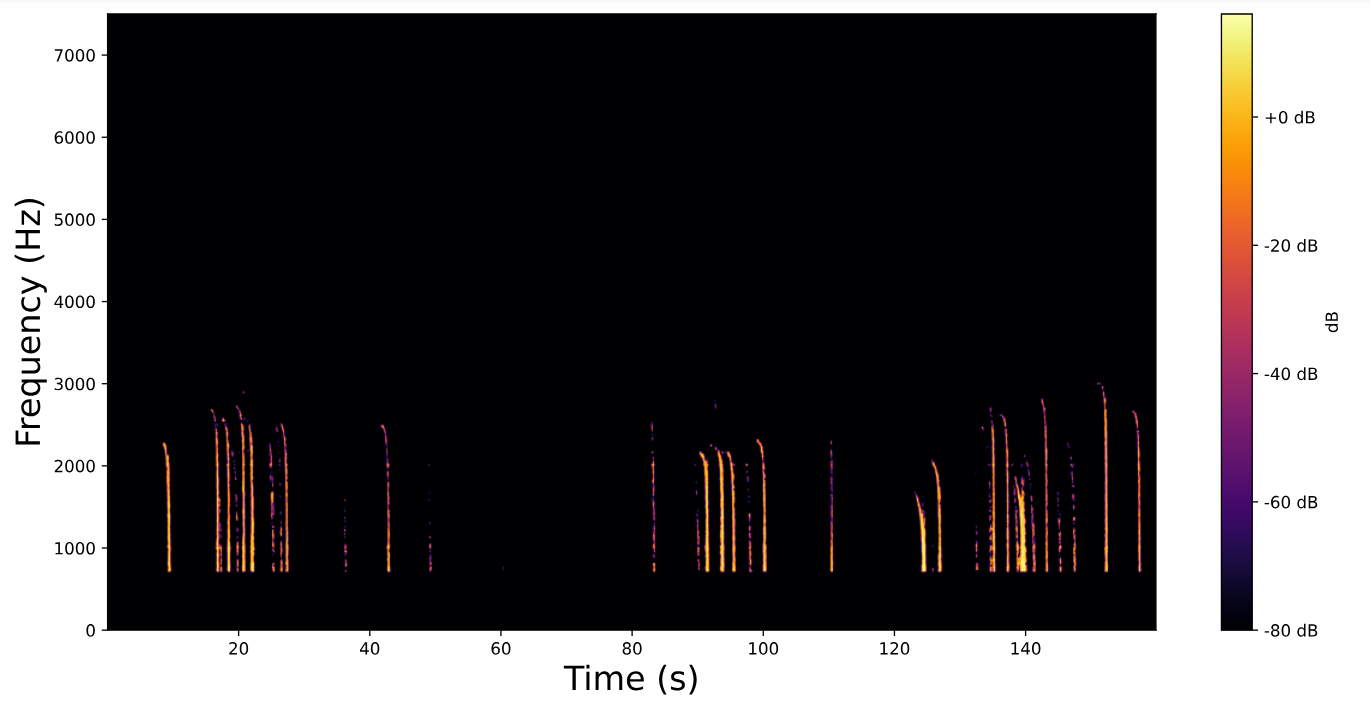 7000
6000
5000
4000
3000
2000
1000
0
Frequency (Hz)
20 40 60 80 100 120 140
Time (s)
+0 dB
-20 dB
-40 dB
-60 dB
-80 dB
dB